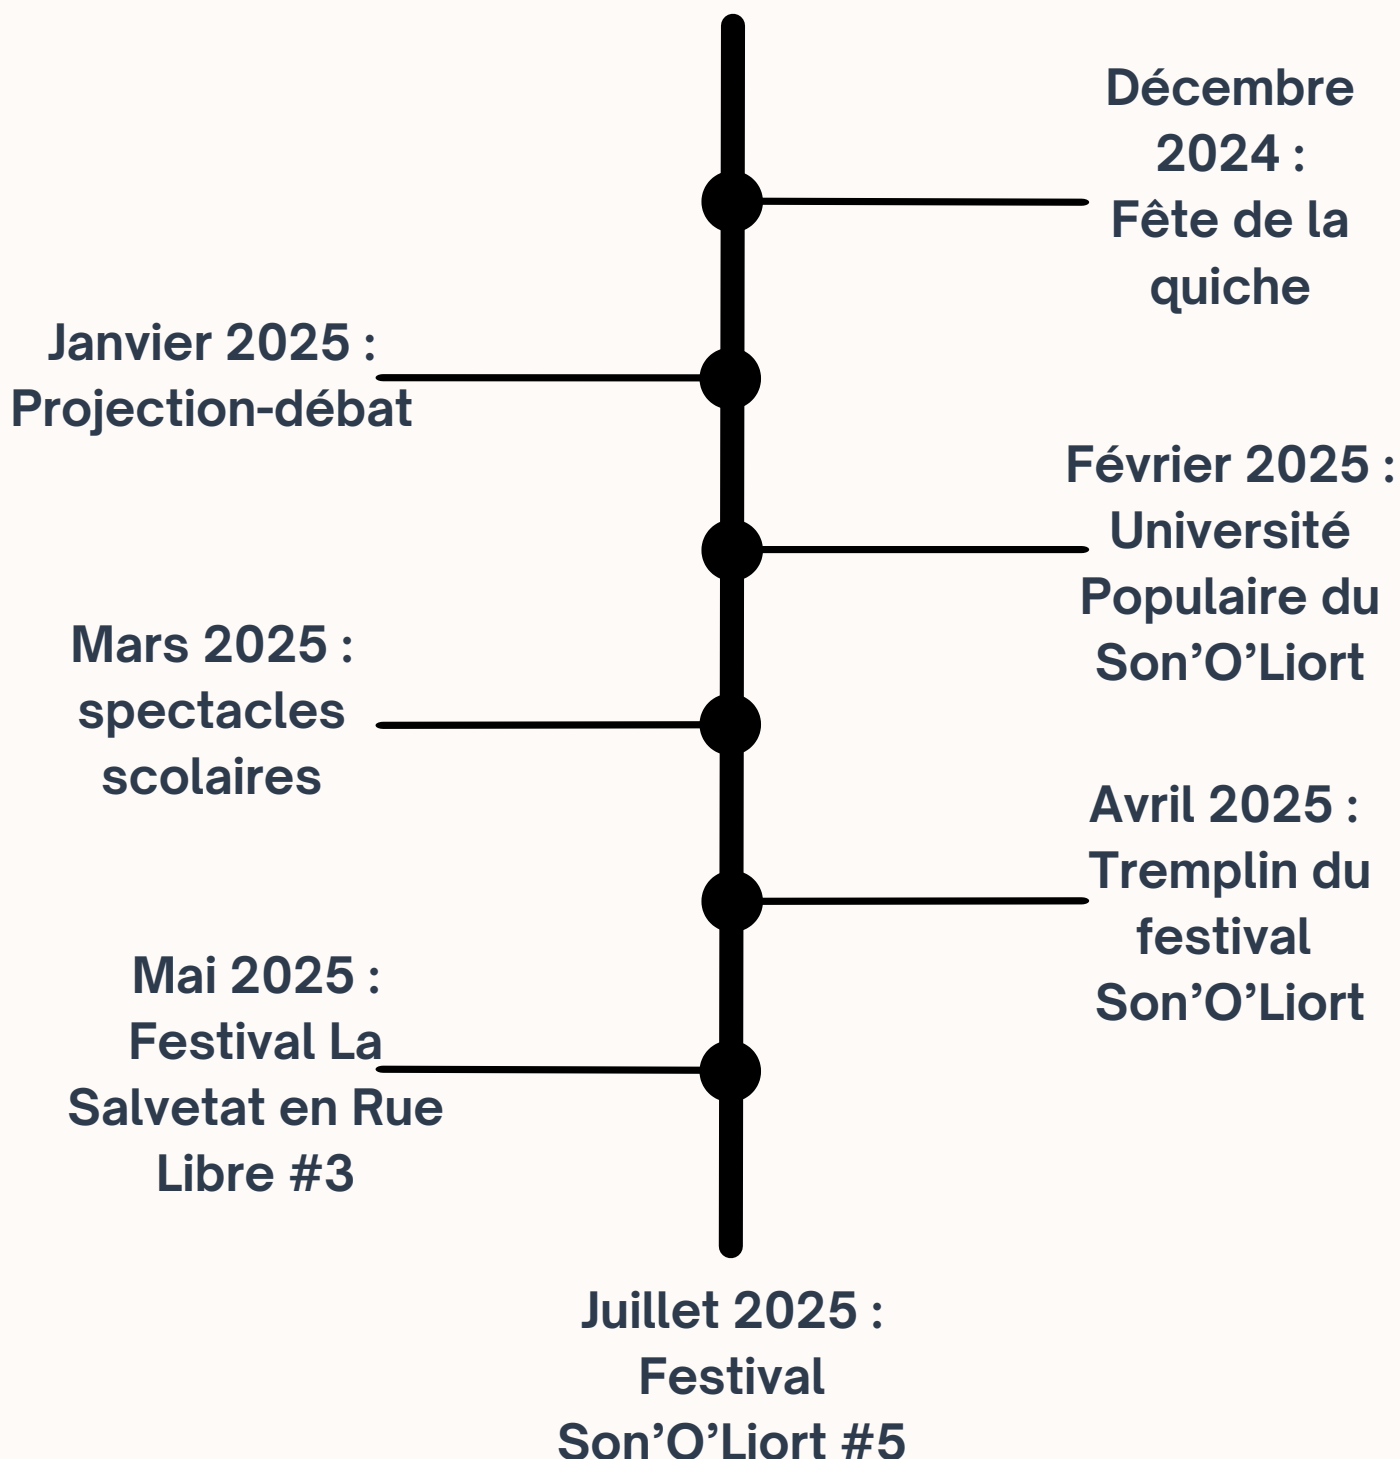 Décembre
2024 :
Fête de la
quiche
Janvier 2025 :
Projection-débat
Février 2025 :
Université
Populaire du
Son’O’Liort
Mars 2025 :
spectacles
scolaires
Avril 2025 :
Tremplin du
festival
Son’O’Liort
Mai 2025 :
Festival La
Salvetat en Rue
Libre #3
Juillet 2025 :
Festival
Son’O’Liort #5